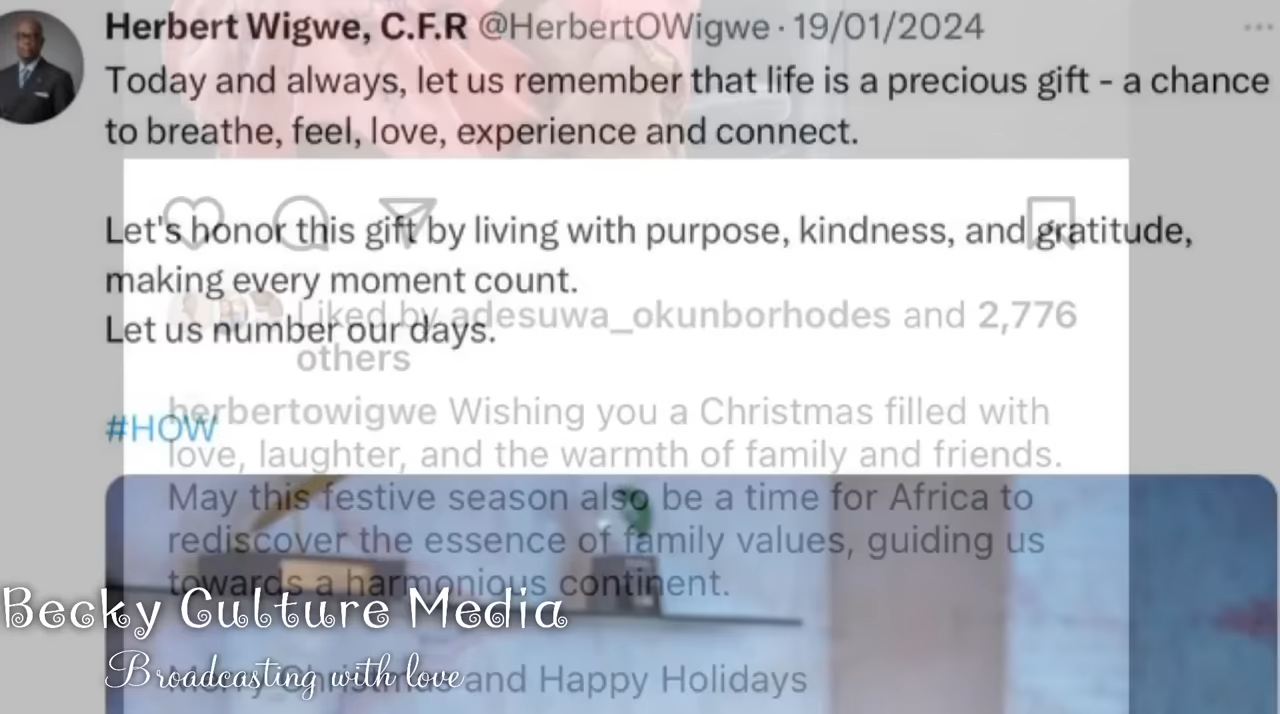 Herbert Wigwe, C.F.R @HerbertOWigwe · 19/01/2024
Today and always, let us remember that life is a precious gift - a chance
to breathe, feel, love, experience and connect.
Let's honor this gift by living with purpose, kindness, and gratitude,
making every moment count.
Let us number our days.
#HOW
Liked by adesuwa_okunborhodes and 2,776
others
herbertowigwe Wishing you a Christmas filled with
love, laughter, and the warmth of family and friends.
May this festive season also be a time for Africa to
rediscover the essence of family values, guiding us
towards a harmonious continent.
and Happy Holidays
Becky Culture Media
Broadcasting with love